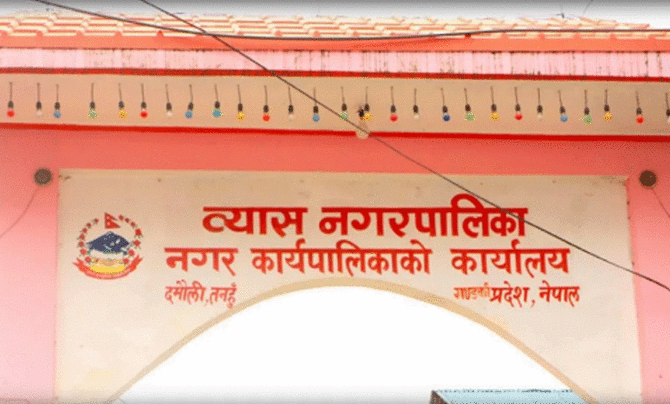 व्यास नगरपालिका
नगर कार्यपालिकाको कार्यालय
दमौली, तनहुँ गण्डकी प्रदेश, नेपाल